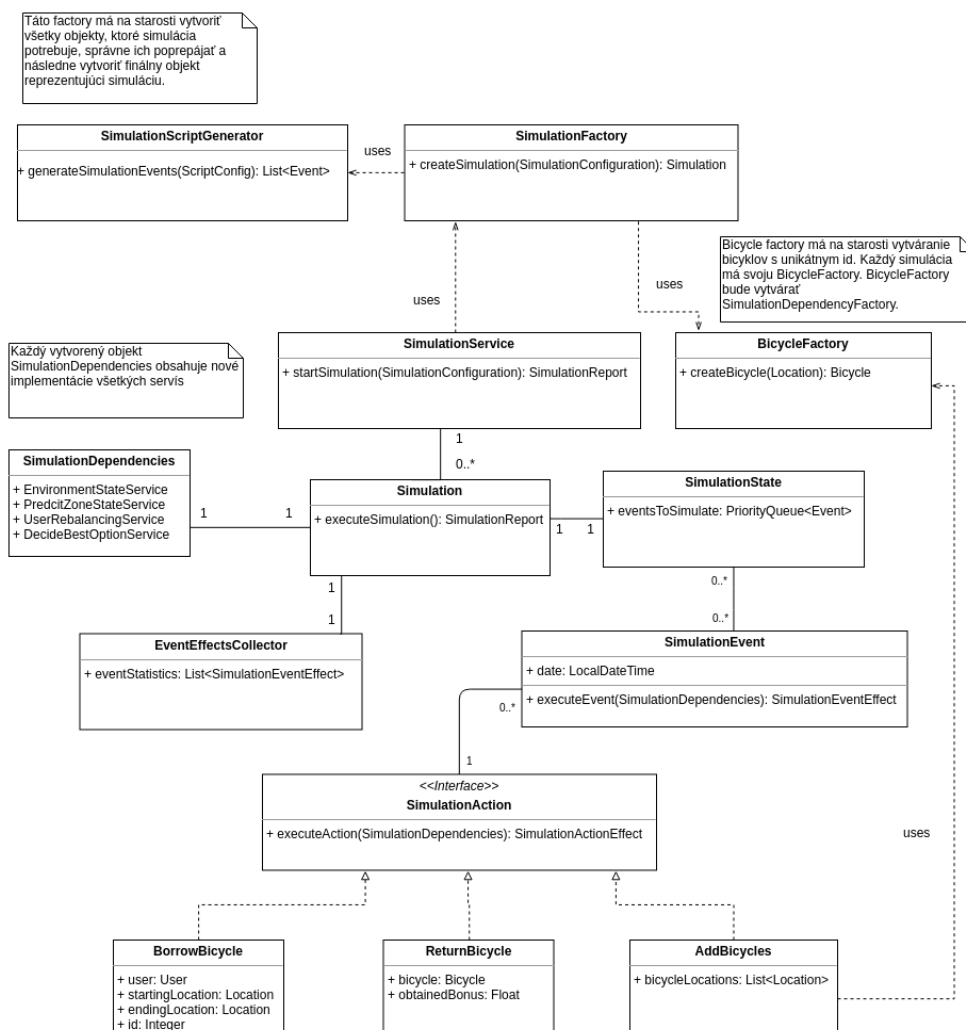 Táto factory má na starosti vytvoriť
všetky objekty, ktoré simulácia
potrebuje, správne ich poprepájať a
následne vytvoriť finálny objekt
reprezentujúci simuláciu.
SimulationScriptGenerator
+ generateSimulationEvents(ScriptConfig): List<Event>
uses
SimulationFactory
+ createSimulation(SimulationConfiguration): Simulation
Bicycle factory má na starosti vytváranie
bicyklov s unikátnym id. Každý simulácia
má svoju BicycleFactory. BicycleFactory
bude vytvárať
SimulationDependencyFactory.
uses
uses
Každý vytvorený objekt
SimulationDependencies obsahuje nové
implementácie všetkých servís
SimulationService
+ startSimulation(SimulationConfiguration): SimulationReport
BicycleFactory
+ createBicycle(Location): Bicycle
1
0..*
SimulationDependencies
+ EnvironmentStateService
+ PredcitZoneStateService
+ UserRebalancingService
+ DecideBestOptionService
1
1
Simulation
+ executeSimulation(): SimulationReport
1
1
SimulationState
+ eventsToSimulate: PriorityQueue<Event>
1
1
0..*
0..*
EventEffectsCollector
+ eventStatistics: List<SimulationEventEffect>
SimulationEvent
+ date: LocalDateTime
+ executeEvent(SimulationDependencies): SimulationEventEffect
0..*
1
<<Interface>>
SimulationAction
+ executeAction(SimulationDependencies): SimulationActionEffect
uses
BorrowBicycle
+ user: User
+ startingLocation: Location
+ endingLocation: Location
+ id: Integer
ReturnBicycle
+ bicycle: Bicycle
+ obtainedBonus: Float
AddBicycles
+ bicycleLocations: List<Location>